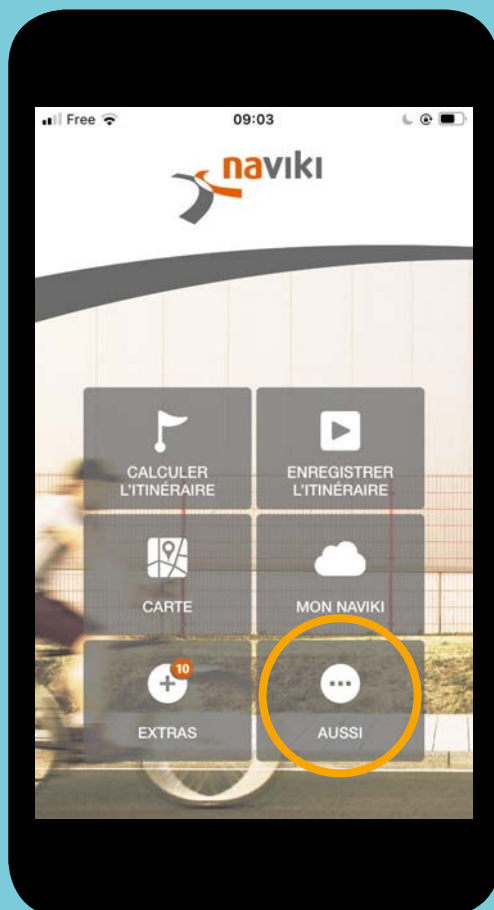 Free
09:03
naviki
CALCULER
L'ITINÉRAIRE
ENREGISTRER
L'ITINÉRAIRE
CARTE
MON NAVIKI
10
EXTRAS
AUSSI